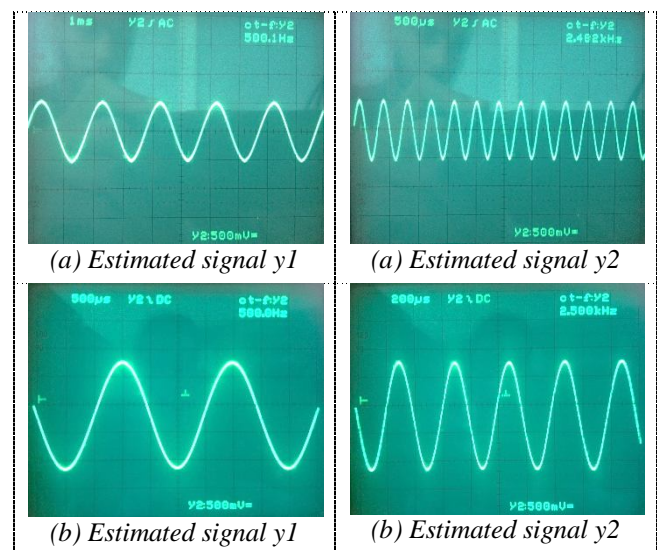 1ms Y2 ∫ AC ct-f:Y2
500.1Hz
Y2:500mV=
(a) Estimated signal y1
500µs Y2 ∫ AC ct-f:Y2
2.492kHz
Y2:500mV=
(a) Estimated signal y2
500µs Y2 \ DC ct-f:Y2
500.0Hz
Y2:500mV=
(b) Estimated signal y1
200µs Y2 \ DC ct-f:Y2
2.500kHz
Y2:500mV=
(b) Estimated signal y2